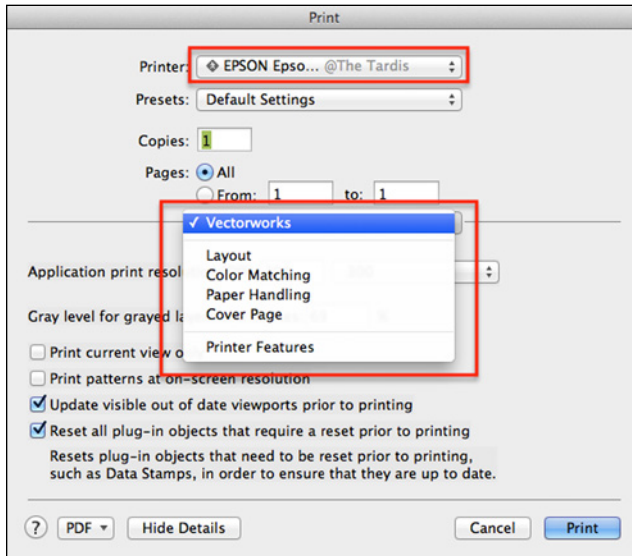 Print
Printer: EPSON Epso... @The Tardis
Presets: Default Settings
Copies: 1
Pages: All
From: 1 to: 1
✓ Vectorworks
Layout
Color Matching
Paper Handling
Cover Page
Printer Features
Application print resol
Gray level for grayed la
Print current view o
Print patterns at on-screen resolution
Update visible out of date viewports prior to printing
Reset all plug-in objects that require a reset prior to printing
Resets plug-in objects that need to be reset prior to printing,
such as Data Stamps, in order to ensure that they are up to date.
? PDF Hide Details Cancel Print